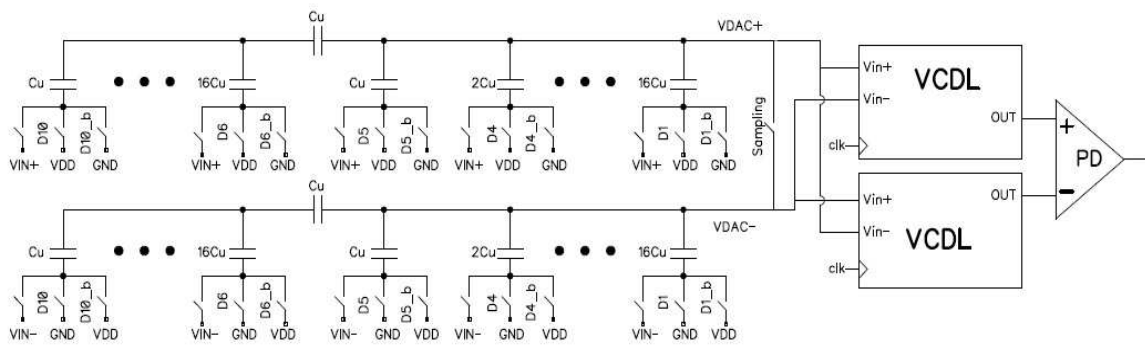 Cu
VDAC+
Cu 16Cu Cu 2Cu 16Cu
D10 D10_b D6 D6_b D5 D5_b D4 D4_b D1 D1_b
VIN+ VDD GND VIN+ VDD GND VIN+ VDD GND VIN+ VDD GND VIN+ VDD GND
Sampling
Cu
VDAC-
Cu 16Cu Cu 2Cu 16Cu
D10 D10_b D6 D6_b D5 D5_b D4 D4_b D1 D1_b
VIN- GND VDD VIN- GND VDD VIN- GND VDD VIN- GND VDD VIN- GND VDD
Vin+
VCDL
Vin-
OUT
clk
Vin+
OUT
Vin-
VCDL
clk
+
PD
-